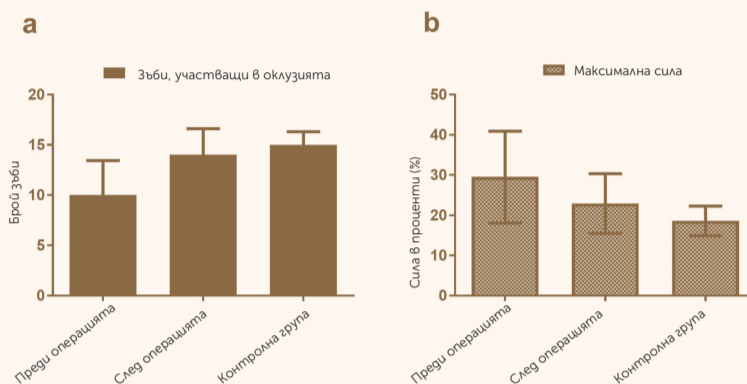 a
Зъби, участващи в оклузията
20
15
10
5
0
Брой зъби
Преди операцията
След операцията
Контролна група
b
Максимална сила
50
40
30
20
10
0
Сила в проценти (%)
Преди операцията
След операцията
Контролна група